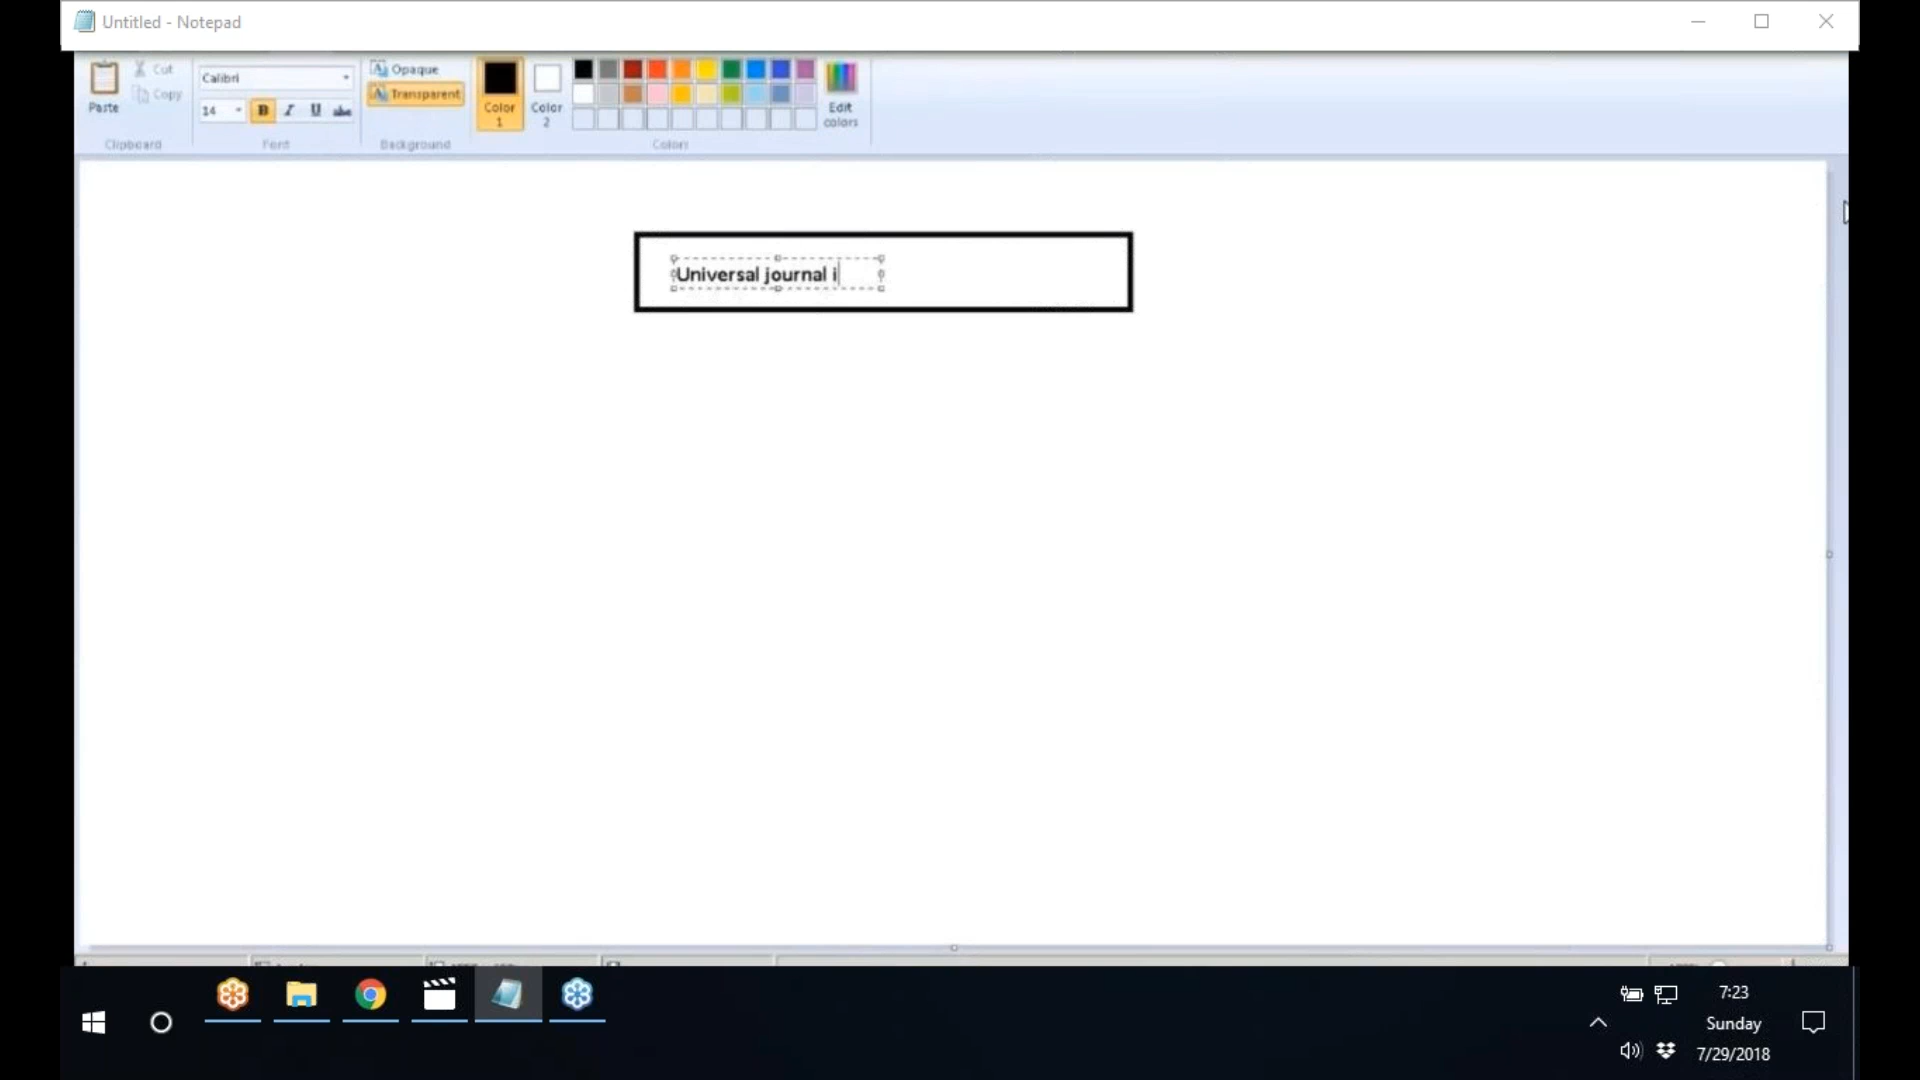 Untitled - Notepad
Cut
Calibri
Opaque
Copy
Transparent
Paste
14
B I U abc
Color 1
Color 2
Edit colors
Clipboard
Font
Background
Colors
Universal journal i
7:23
Sunday
7/29/2018